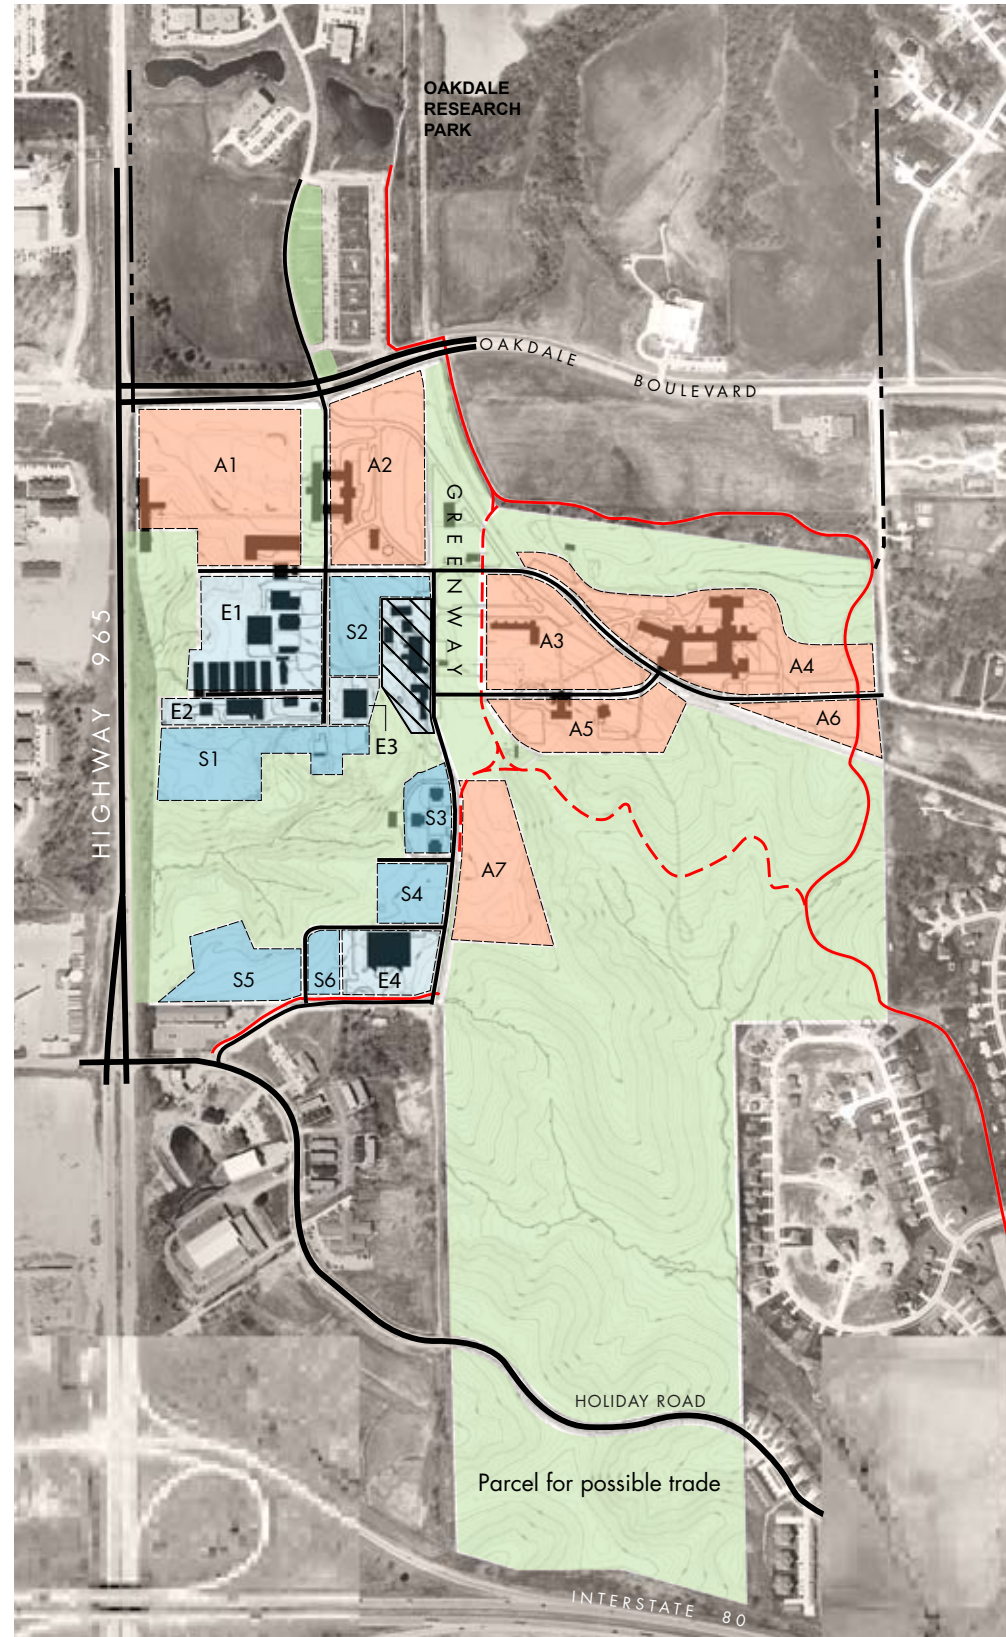 OAKDALE
RESEARCH
PARK
OAKDALE BOULEVARD
A1
A2
GREENWAY
HIGHWAY 965
E1
S2
A3
A4
E2
E3
A5
A6
S1
S3
A7
S4
S5
S6
E4
HOLIDAY ROAD
Parcel for possible trade
INTERSTATE 80